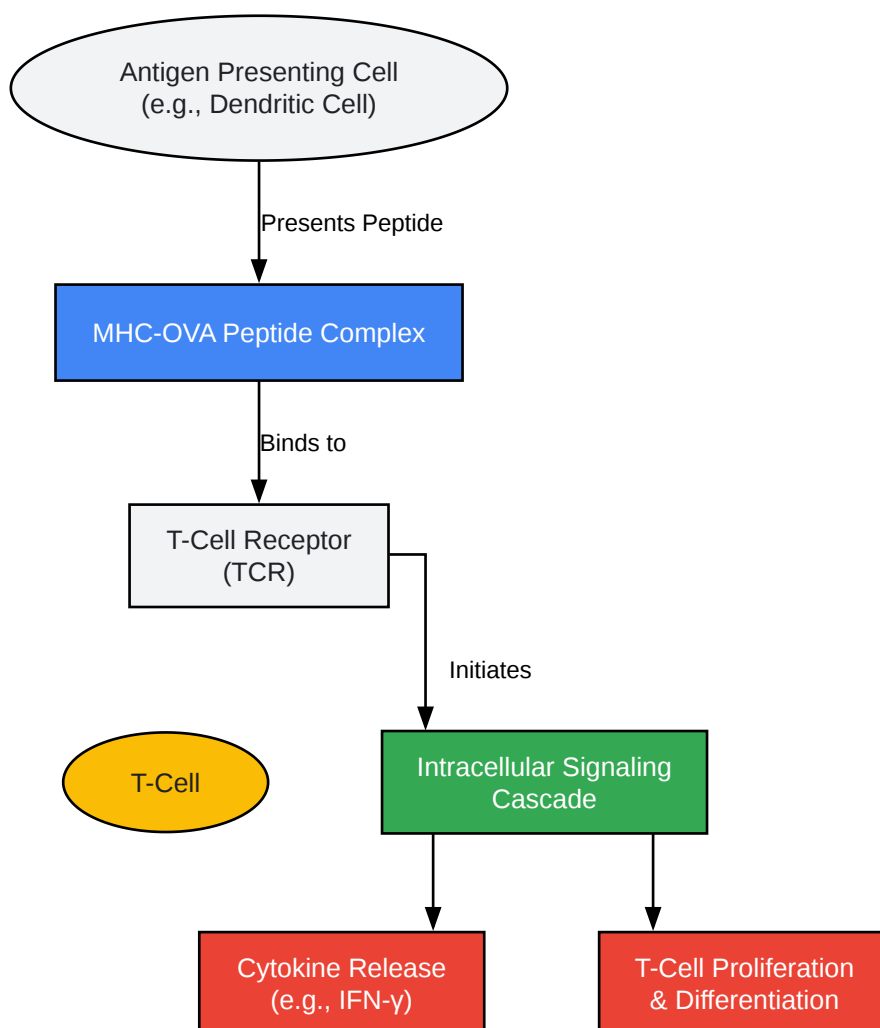 Antigen Presenting Cell
(e.g., Dendritic Cell)
Presents Peptide
MHC-OVA Peptide Complex
Binds to
T-Cell Receptor
(TCR)
Initiates
T-Cell
Intracellular Signaling
Cascade
Cytokine Release
(e.g., IFN-γ)
T-Cell Proliferation
& Differentiation